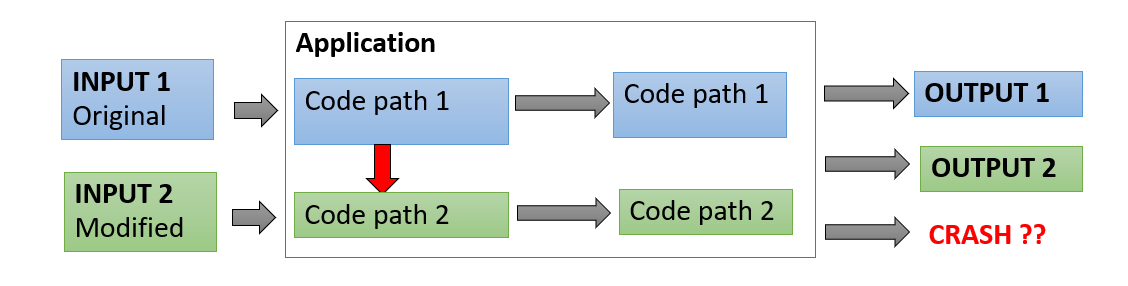 Application
INPUT 1
Original
Code path 1
Code path 1
OUTPUT 1
INPUT 2
Modified
Code path 2
Code path 2
OUTPUT 2
CRASH ??